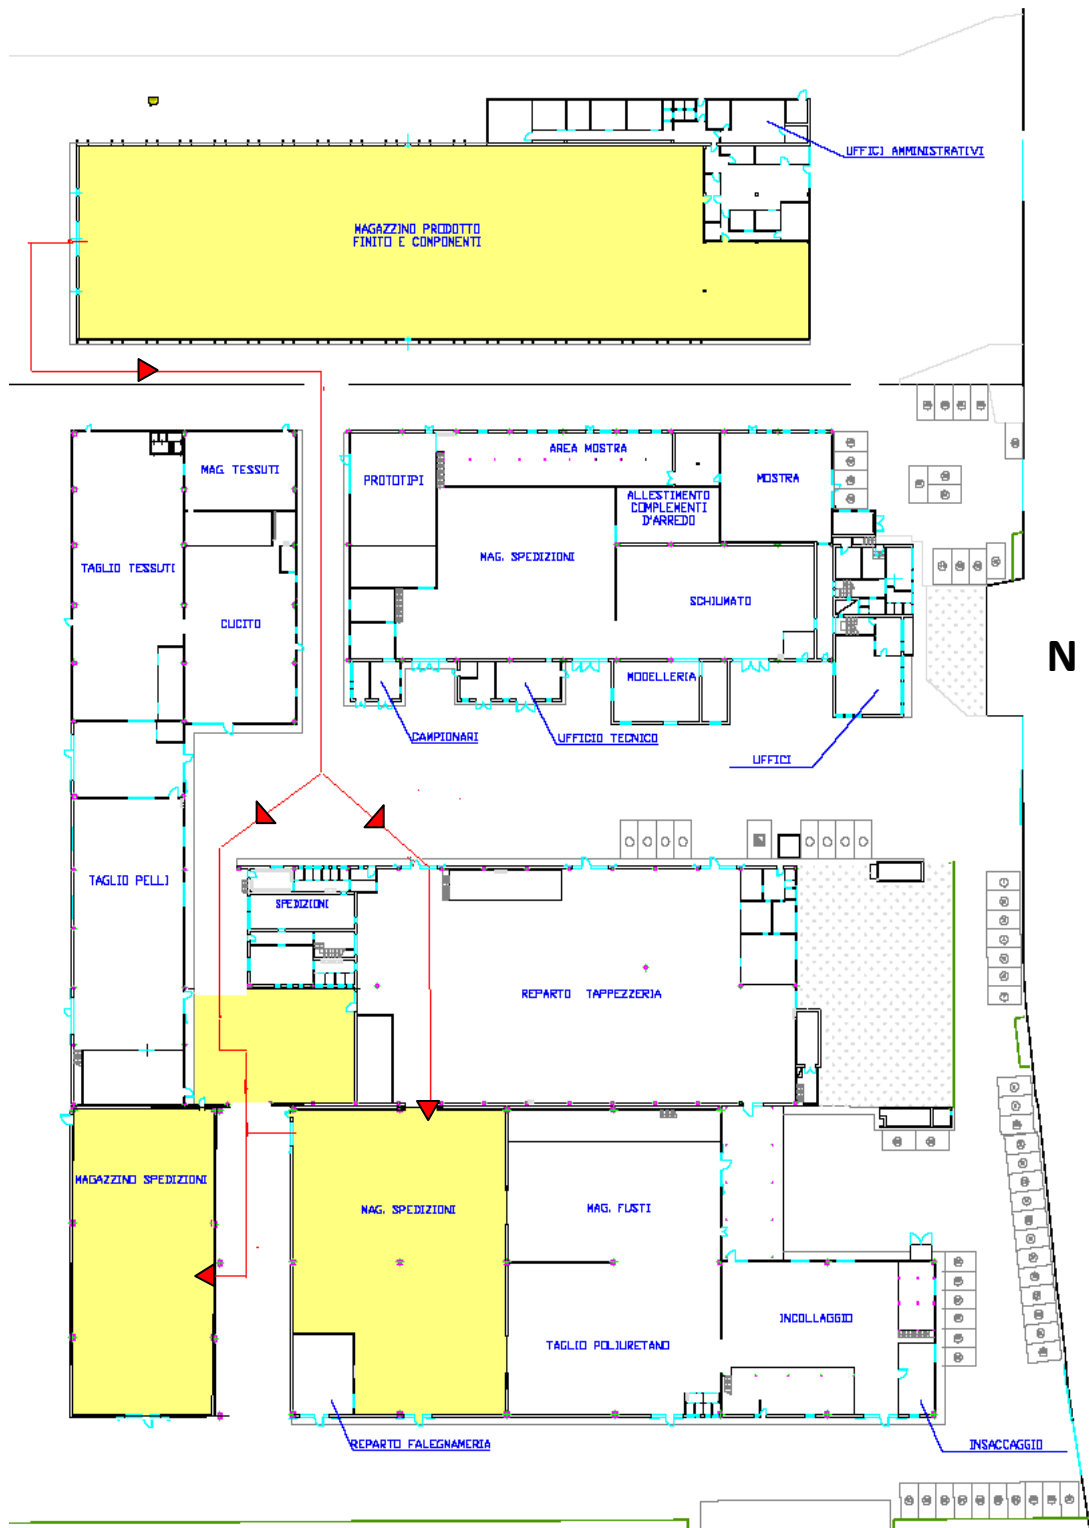 UFFICI AMMINISTRATIVI
MAGAZZINO PRODOTTO
FINITO E COMPONENTI
AREA MOSTRA
MAG. TESSUTI
PROTOTIPI
MOSTRA
ALLESTIMENTO
COMPLEMENTI
D'ARREDO
MAG. SPEDIZIONI
TAGLIO TESSUTI
SCHIUMATO
CUCITO
N
MODELLERIA
CAMPIONARI
UFFICIO TECNICO
UFFICI
TAGLIO PELLI
SPEDIZIONI
REPARTO TAPPEZZERIA
MAGAZZINO SPEDIZIONI
MAG. SPEDIZIONI
MAG. FUSTI
INCOLLAGGIO
TAGLIO POLIURETANO
REPARTO FALEGNAMERIA
INSACCAGGIO